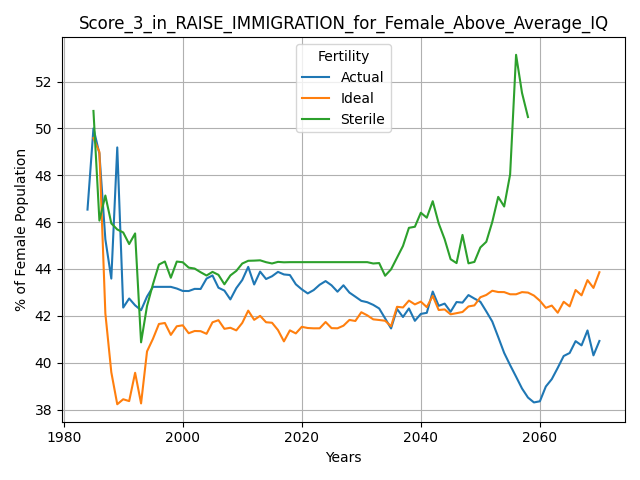 Score_3_in_RAISE_IMMIGRATION_for_Female_Above_Average_IQ
Fertility
Actual
Ideal
Sterile
% of Female Population
52
50
48
46
44
42
40
38
1980
2000
2020
2040
2060
Years